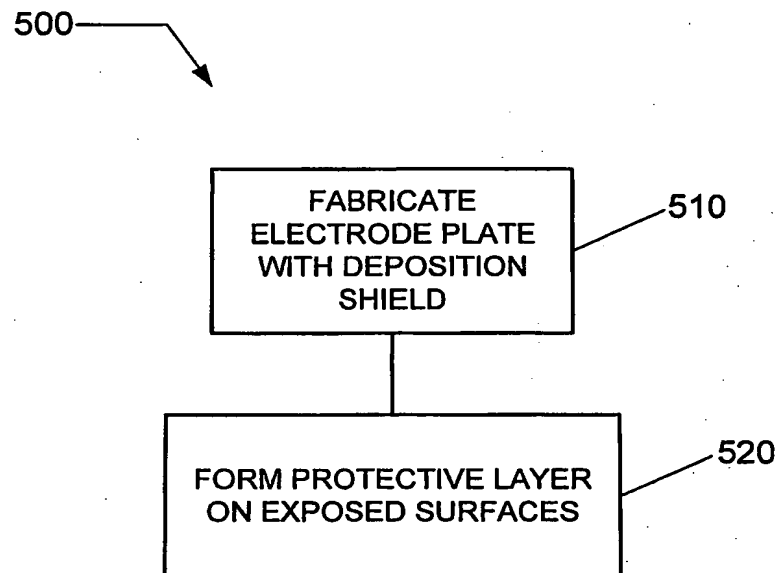 500
FABRICATE
ELECTRODE PLATE
WITH DEPOSITION
SHIELD
510
FORM PROTECTIVE LAYER
ON EXPOSED SURFACES
520